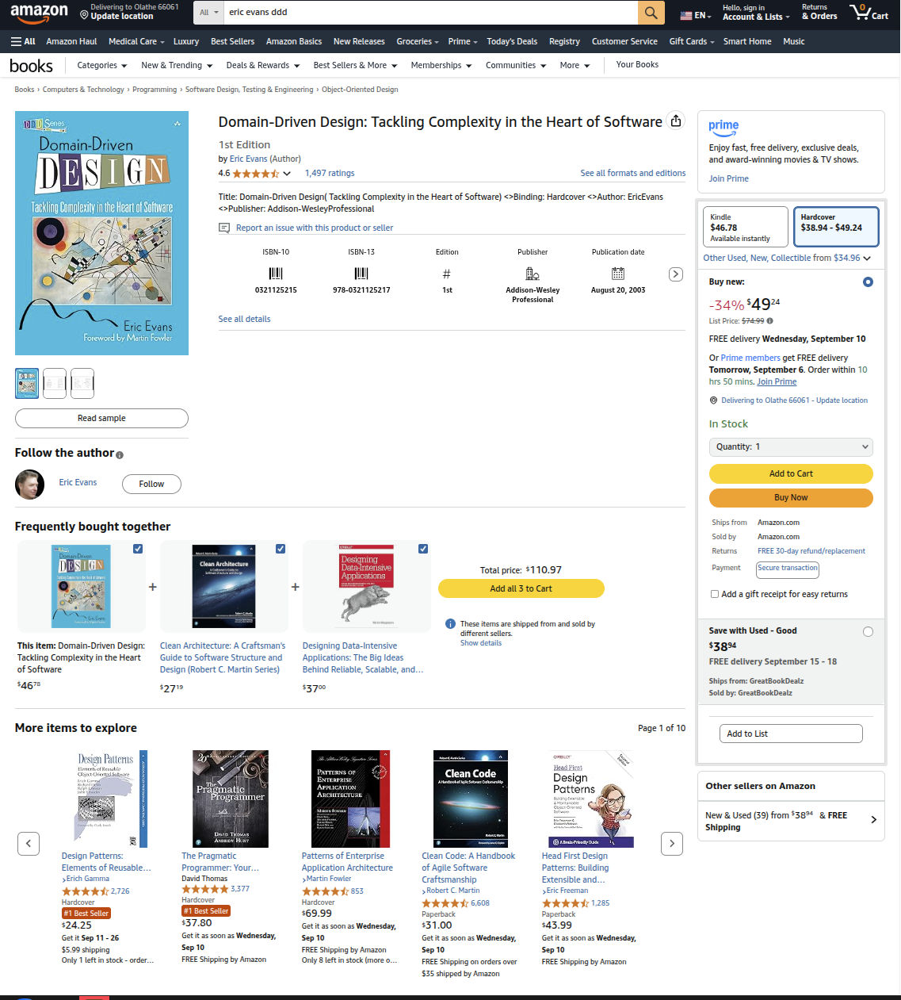 amazon
Delivering to Olathe 66061
Update location
All
eric evans ddd
EN
Hello, sign in
Account & Lists
Returns
& Orders
0
Cart
All
Amazon Haul
Medical Care
Luxury
Best Sellers
Amazon Basics
New Releases
Groceries
Prime
Today's Deals
Registry
Customer Service
Gift Cards
Smart Home
Music
books
Categories
New & Trending
Deals & Rewards
Best Sellers & More
Memberships
Communities
More
Your Books
Books › Computers & Technology › Programming › Software Design, Testing & Engineering › Object-Oriented Design
DDD Series
Domain-Driven
DESIGN
Tackling Complexity in the Heart of Software
Eric Evans
Foreword by Martin Fowler
Read sample
Follow the author
Eric Evans
Follow
Domain-Driven Design: Tackling Complexity in the Heart of Software
1st Edition
by Eric Evans (Author)
4.6
1,497 ratings
See all formats and editions
Title: Domain-Driven Design( Tackling Complexity in the Heart of Software) <>Binding: Hardcover <>Author: EricEvans
<>Publisher: Addison-WesleyProfessional
Report an issue with this product or seller
ISBN-10
0321125215
ISBN-13
978-0321125217
Edition
#
1st
Publisher
Addison-Wesley
Professional
Publication date
August 20, 2003
See all details
prime
Enjoy fast, free delivery, exclusive deals,
and award-winning movies & TV shows.
Join Prime
Kindle
$46.78
Available instantly
Hardcover
$38.94 - $49.24
Other Used, New, Collectible from $34.96
Buy new:
-34% $49 24
List Price: $74.99
FREE delivery Wednesday, September 10
Or Prime members get FREE delivery
Tomorrow, September 6. Order within 10
hrs 50 mins. Join Prime
Delivering to Olathe 66061 - Update location
In Stock
Quantity: 1
Add to Cart
Buy Now
Ships from Amazon.com
Sold by Amazon.com
Returns FREE 30-day refund/replacement
Payment Secure transaction
Add a gift receipt for easy returns
Save with Used - Good
$38 94
FREE delivery September 15 - 18
Ships from: GreatBookDealz
Sold by: GreatBookDealz
Add to List
Other sellers on Amazon
New & Used (39) from $38 94 & FREE
Shipping
Frequently bought together
Domain-Driven
DESIGN
Eric Evans
+
Clean Architecture
+
O'REILLY
Designing
Data-Intensive
Applications
This item: Domain-Driven Design:
Tackling Complexity in the Heart
of Software
$46 78
Clean Architecture: A Craftsman's
Guide to Software Structure and
Design (Robert C. Martin Series)
$27 19
Designing Data-Intensive
Applications: The Big Ideas
Behind Reliable, Scalable, and...
$37 00
Total price: $110.97
Add all 3 to Cart
These items are shipped from and sold by
different sellers.
Show details
More items to explore
Page 1 of 10
Design Patterns
Elements of Reusable
Object-Oriented Software
Design Patterns:
Elements of Reusable...
Erich Gamma
2,726
Hardcover
#1 Best Seller
$24.25
Get it Sep 11 - 26
$5.99 shipping
Only 1 left in stock - order...
The
Pragmatic
Programmer
David Thomas
Andrew Hunt
The Pragmatic
Programmer: Your...
David Thomas
3,377
Hardcover
#1 Best Seller
$37.80
Get it as soon as Wednesday,
Sep 10
FREE Shipping by Amazon
Patterns of
Enterprise
Application
Architecture
Martin Fowler
Patterns of Enterprise
Application Architecture
Martin Fowler
853
Hardcover
$69.99
Get it as soon as Wednesday,
Sep 10
FREE Shipping by Amazon
Only 8 left in stock (more o...
Clean Code
A Handbook of Agile Software Craftsmanship
Robert C. Martin
Clean Code: A Handbook
of Agile Software
Craftsmanship
Robert C. Martin
6,608
Paperback
$31.00
Get it as soon as Wednesday,
Sep 10
FREE Shipping on orders over
$35 shipped by Amazon
O'REILLY
Head First
Design
Patterns
Building Extensible
& Maintainable
Object-Oriented
Software
A Brain-Friendly Guide
Head First Design
Patterns: Building
Extensible and...
Eric Freeman
1,285
Paperback
$43.99
Get it as soon as Wednesday,
Sep 10
FREE Shipping by Amazon